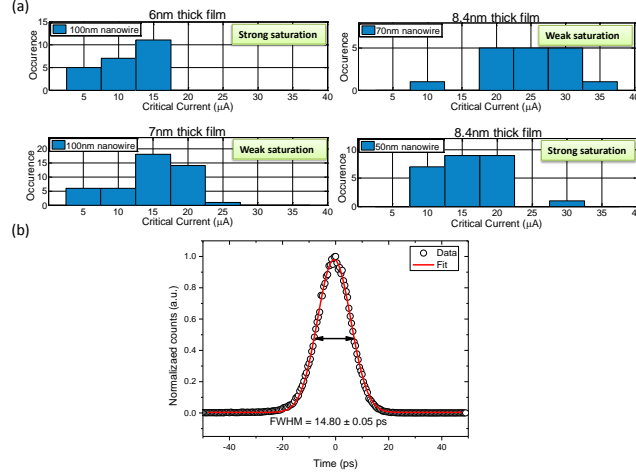 (a)
6nm thick film
100nm nanowire
Strong saturation
Occurence
15
10
5
0
5 10 15 20 25 30 35 40
Critical Current (μA)
8.4nm thick film
70nm nanowire
Weak saturation
Occurence
10
5
0
5 10 15 20 25 30 35 40
Critical Current (μA)
7nm thick film
100nm nanowire
Weak saturation
Occurence
20
15
10
5
0
5 10 15 20 25 30 35 40
Critical Current (μA)
8.4nm thick film
50nm nanowire
Strong saturation
Occurence
10
5
0
5 10 15 20 25 30 35 40
Critical Current (μA)
(b)
Normalizaed counts (a.u.)
1.0
0.8
0.6
0.4
0.2
0.0
Data
Fit
FWHM = 14.80 ± 0.05 ps
-40 -20 0 20 40
Time (ps)